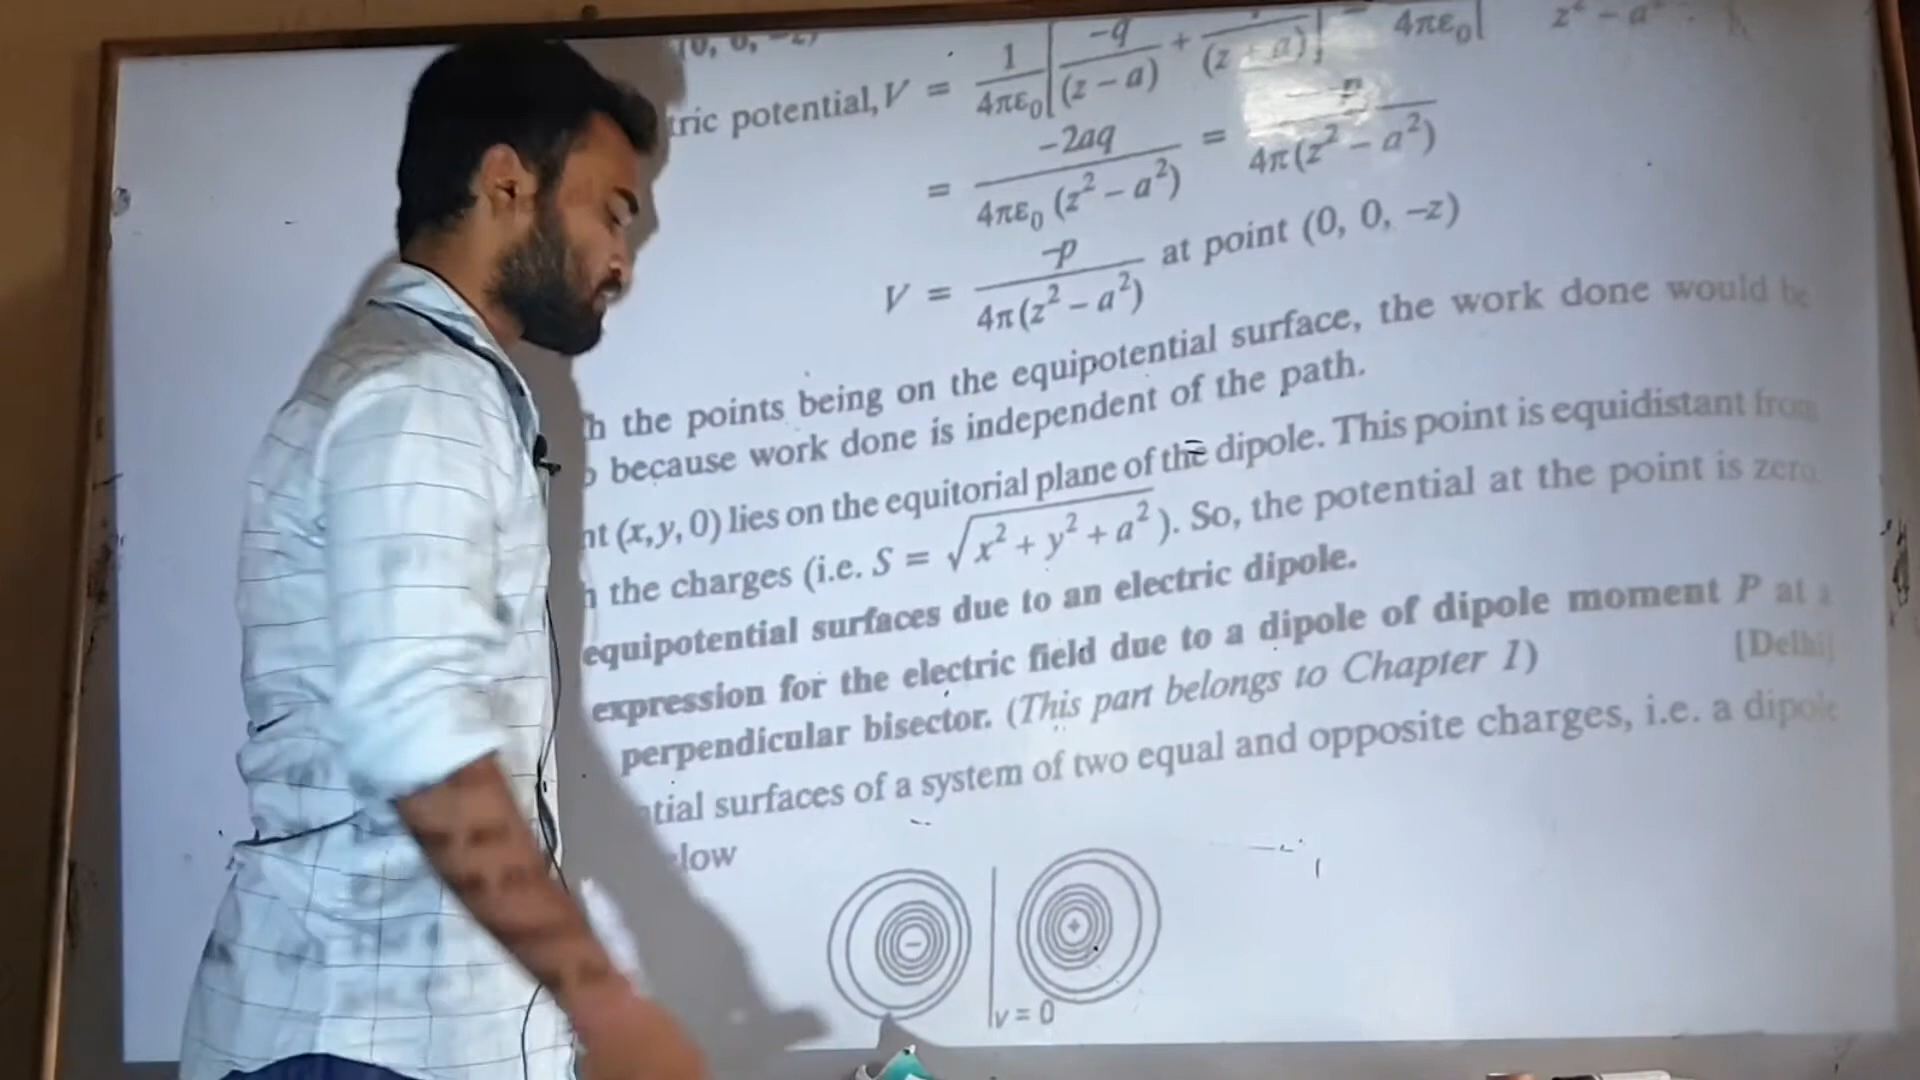 (0, 0, −z)
tric potential, V = 1/4πε₀ [−q/(z − a) + /(z + a)] = 4πε₀ [ z² − a²
= −2aq/4πε₀ (z² − a²) = −p/4π(z² − a²)
V = −p/4π(z² − a²) at point (0, 0, −z)
h the points being on the equipotential surface, the work done would be
because work done is independent of the path.
nt (x, y, 0) lies on the equitorial plane of the dipole. This point is equidistant from
the charges (i.e. S = √(x² + y² + a²)). So, the potential at the point is zero
equipotential surfaces due to an electric dipole.
expression for the electric field due to a dipole of dipole moment P at a
perpendicular bisector. (This part belongs to Chapter 1) [Delhi]
tial surfaces of a system of two equal and opposite charges, i.e. a dipole
low
− +
v = 0